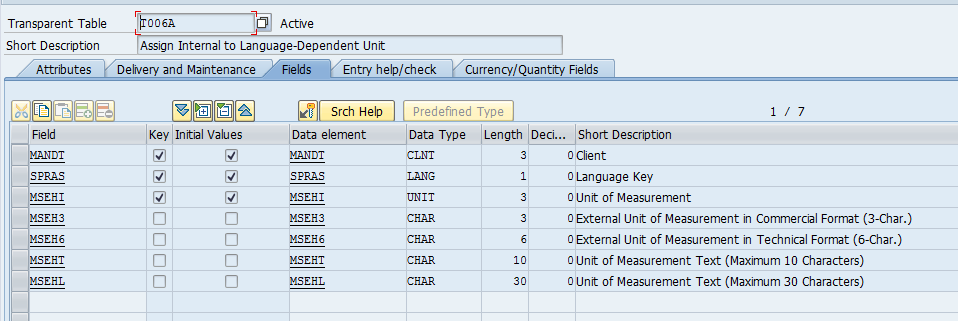 Transparent Table T006A Active
Short Description Assign Internal to Language-Dependent Unit
Attributes Delivery and Maintenance Fields Entry help/check Currency/Quantity Fields
Srch Help Predefined Type 1 / 7
Field Key Initial Values Data element Data Type Length Deci... Short Description
MANDT MANDT CLNT 3 0 Client
SPRAS SPRAS LANG 1 0 Language Key
MSEHI MSEHI UNIT 3 0 Unit of Measurement
MSEH3 MSEH3 CHAR 3 0 External Unit of Measurement in Commercial Format (3-Char.)
MSEH6 MSEH6 CHAR 6 0 External Unit of Measurement in Technical Format (6-Char.)
MSEHT MSEHT CHAR 10 0 Unit of Measurement Text (Maximum 10 Characters)
MSEHL MSEHL CHAR 30 0 Unit of Measurement Text (Maximum 30 Characters)